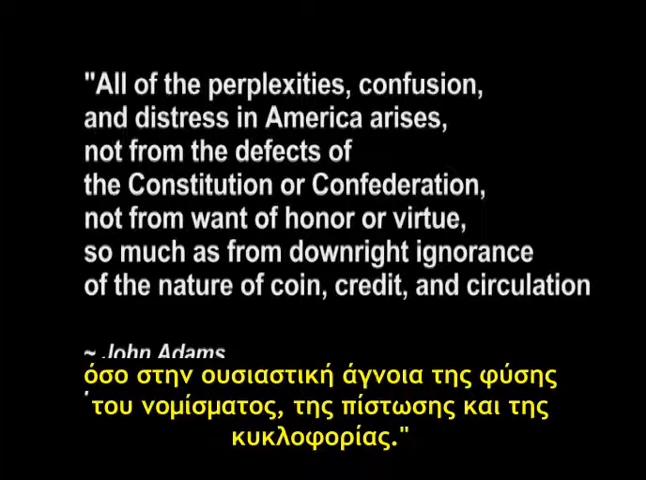 "All of the perplexities, confusion,
and distress in America arises,
not from the defects of
the Constitution or Confederation,
not from want of honor or virtue,
so much as from downright ignorance
of the nature of coin, credit, and circulation
~ John Adams
όσο στην ουσιαστική άγνοια της φύσης
του νομίσματος, της πίστωσης και της
κυκλοφορίας."